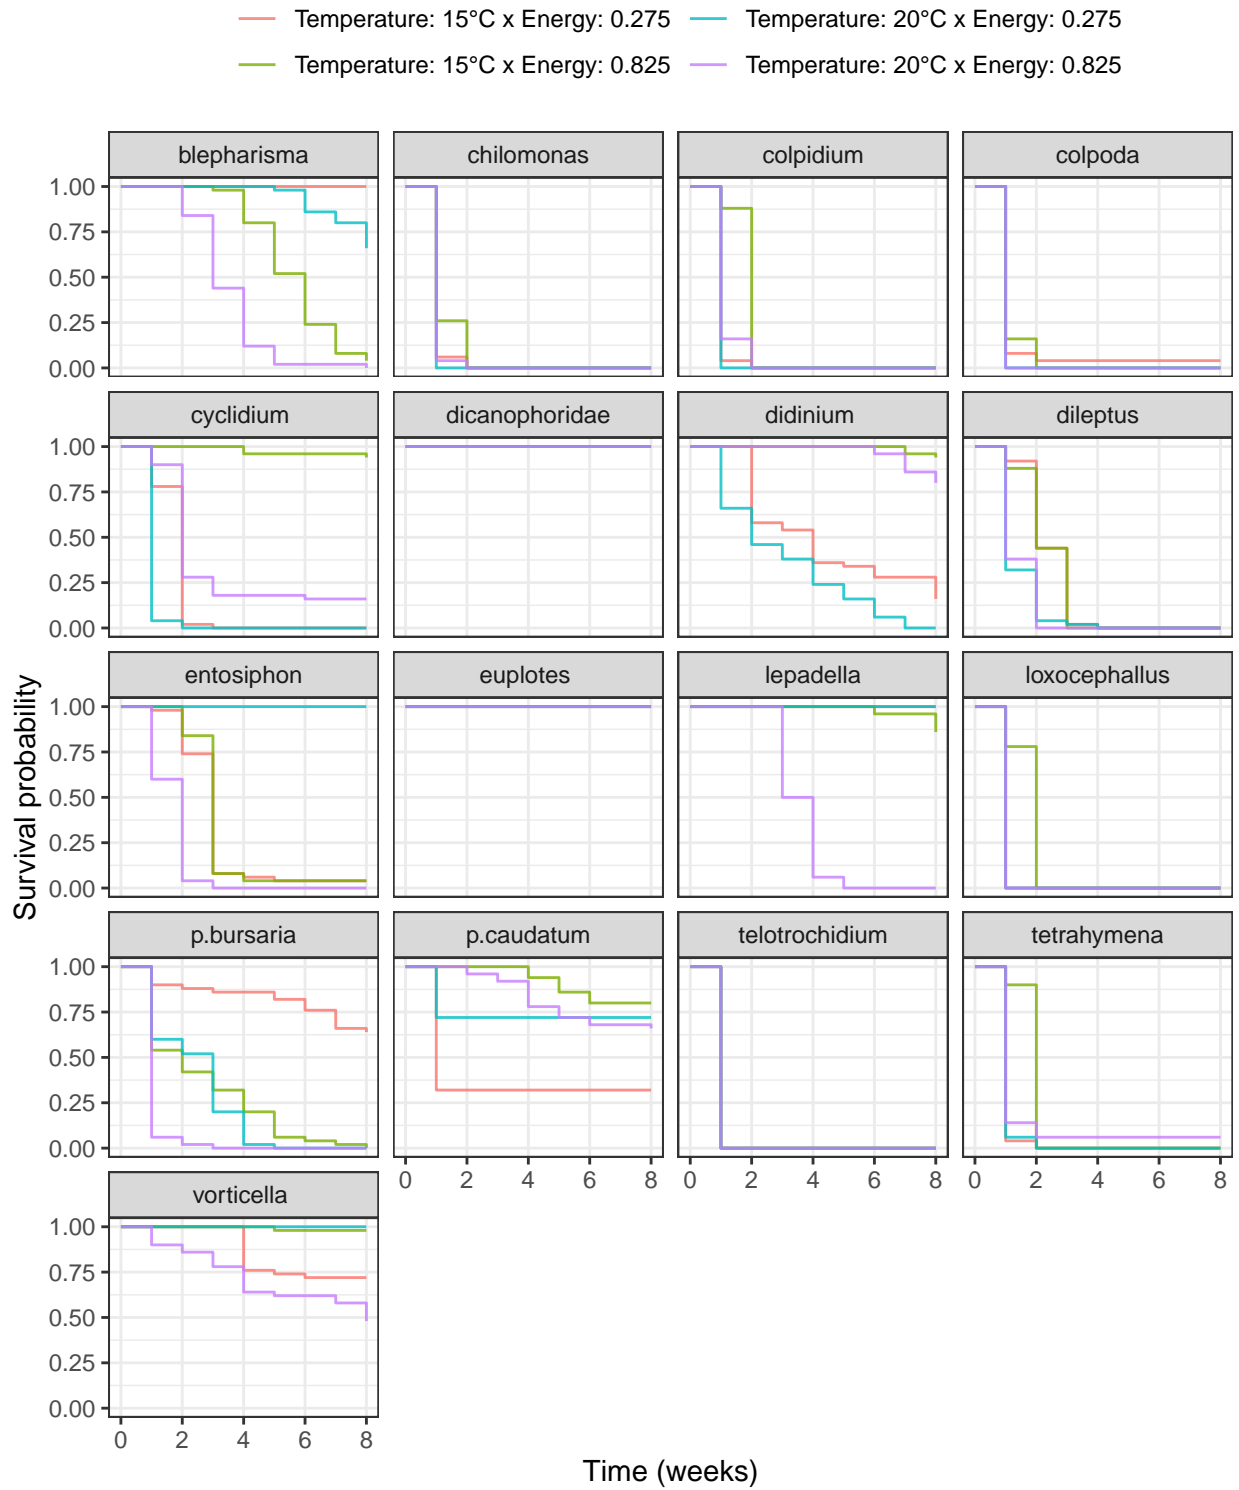 Temperature: 15°C x Energy: 0.275 Temperature: 20°C x Energy: 0.275
Temperature: 15°C x Energy: 0.825 Temperature: 20°C x Energy: 0.825
blepharisma chilomonas colpidium colpoda
1.00
0.75
0.50
0.25
0.00
cyclidium dicanophoridae didinium dileptus
1.00
0.75
0.50
0.25
0.00
entosiphon euplotes lepadella loxocephallus
1.00
0.75
0.50
0.25
0.00
p.bursaria p.caudatum telotrochidium tetrahymena
1.00
0.75
0.50
0.25
0.00
0 2 4 6 8 0 2 4 6 8 0 2 4 6 8
vorticella
1.00
0.75
0.50
0.25
0.00
0 2 4 6 8
Survival probability
Time (weeks)